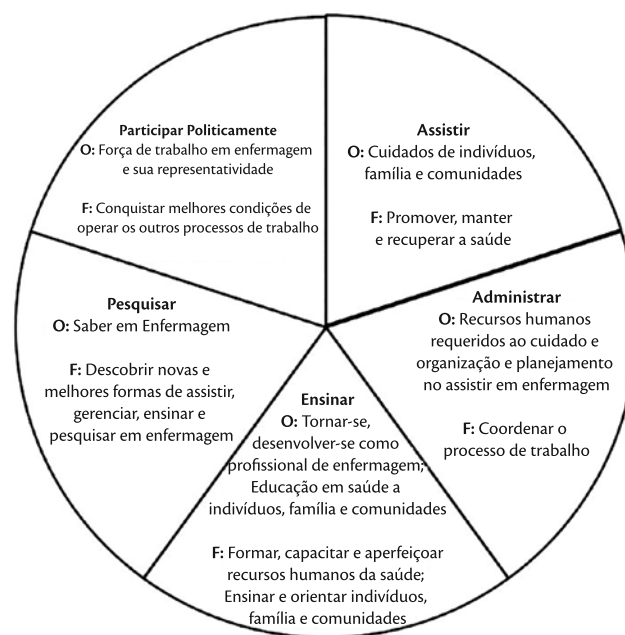 Participar Politicamente
O: Força de trabalho em enfermagem
e sua representatividade
F: Conquistar melhores condições de
operar os outros processos de trabalho
Assistir
O: Cuidados de indivíduos,
família e comunidades
F: Promover, manter
e recuperar a saúde
Administrar
O: Recursos humanos
requeridos ao cuidado e
organização e planejamento
no assistir em enfermagem
F: Coordenar o
processo de trabalho
Ensinar
O: Tornar-se,
desenvolver-se como
profissional de enfermagem;
Educação em saúde a
indivíduos, família e comunidades
F: Formar, capacitar e aperfeiçoar
recursos humanos da saúde;
Ensinar e orientar indivíduos,
família e comunidades
Pesquisar
O: Saber em Enfermagem
F: Descobrir novas e
melhores formas de assistir,
gerenciar, ensinar e
pesquisar em enfermagem